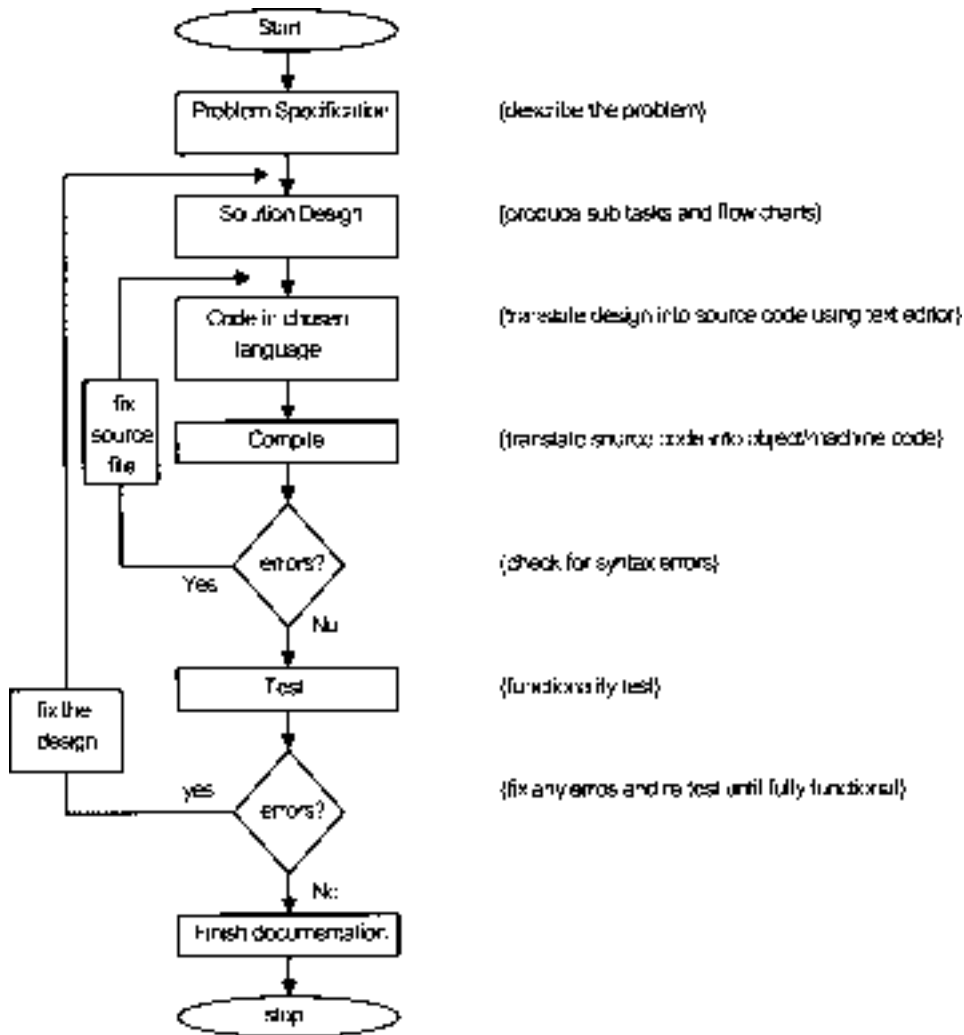 Start
Problem Specification
{describe the problem}
Solution Design
{produce sub tasks and flow charts}
Code in chosen
language
{translate design into source code using text editor}
fix
source
file
Compile
{translate source code into object/machine code}
errors?
{check for syntax errors}
Yes
No
Test
{functionality test}
fix the
design
yes
errors?
{fix any erros and re test until fully functional}
No
Finish documentation.
stop